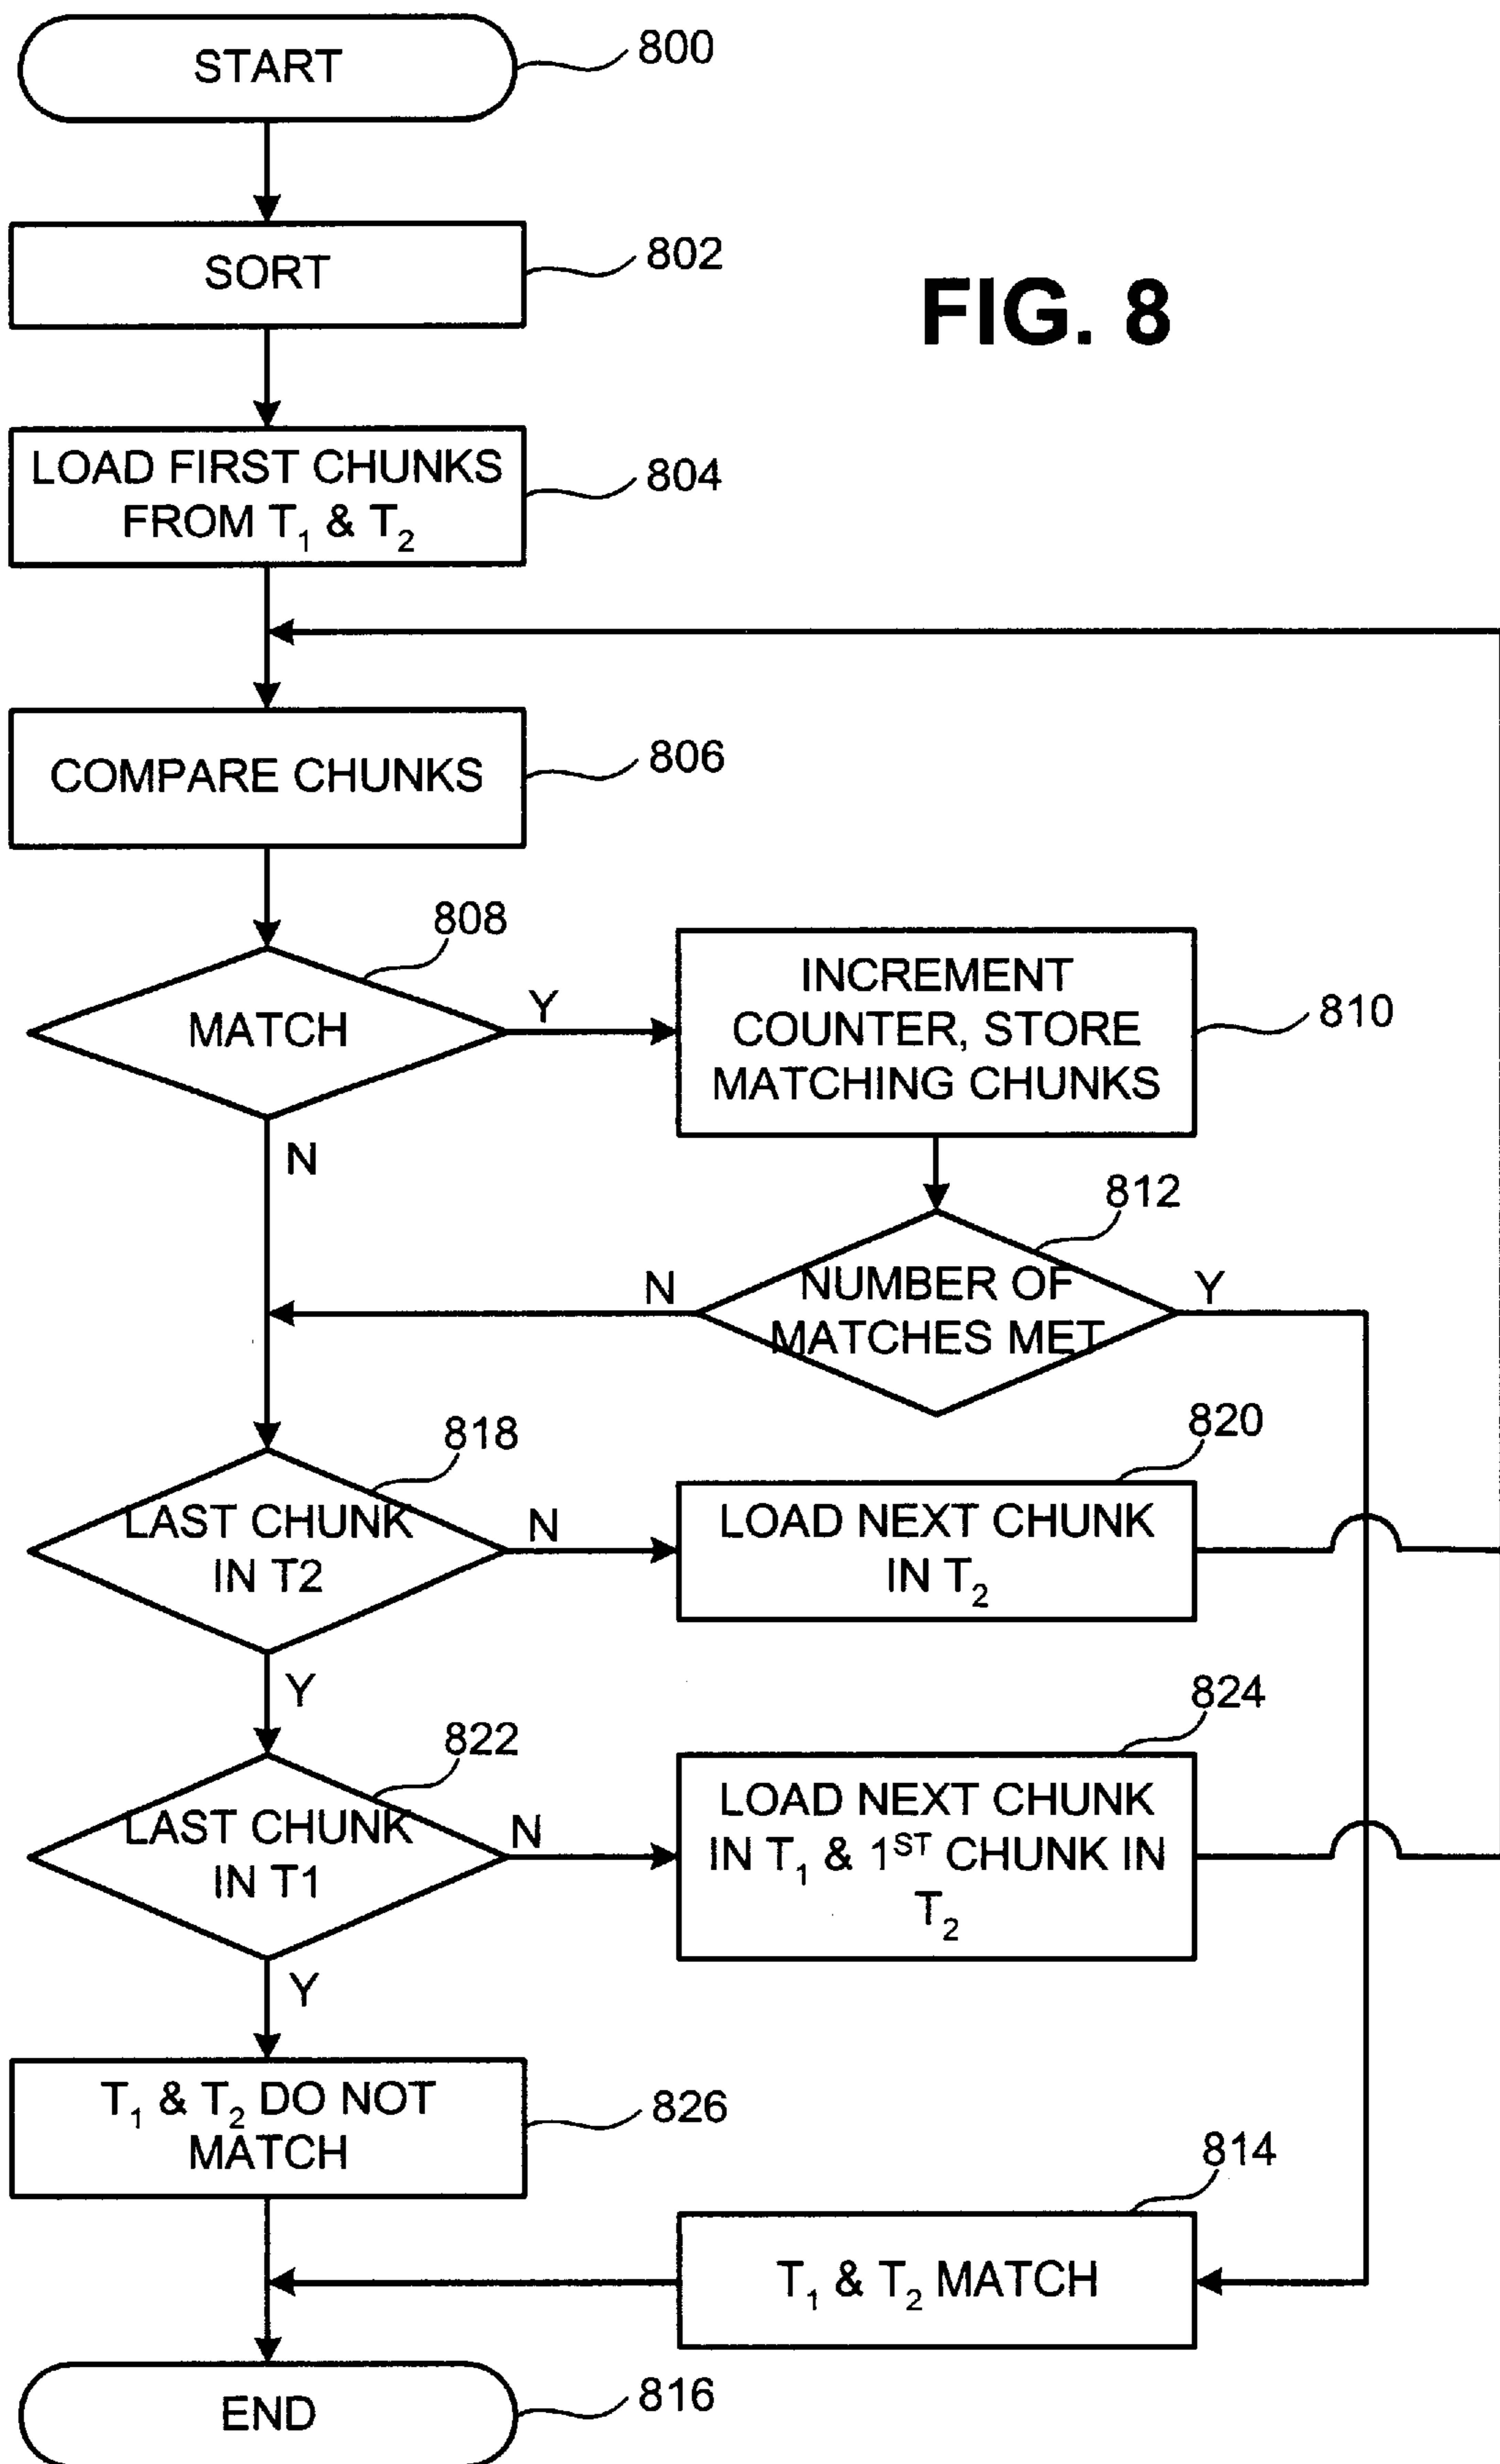 START
800
SORT
802
FIG. 8
LOAD FIRST CHUNKS
FROM T₁ & T₂
804
COMPARE CHUNKS
806
808
MATCH
Y
N
INCREMENT
COUNTER, STORE
MATCHING CHUNKS
810
812
NUMBER OF
MATCHES MET
N
Y
818
LAST CHUNK
IN T2
N
Y
820
LOAD NEXT CHUNK
IN T₂
822
LAST CHUNK
IN T1
N
Y
824
LOAD NEXT CHUNK
IN T₁ & 1ST CHUNK IN
T₂
T₁ & T₂ DO NOT
MATCH
826
814
T₁ & T₂ MATCH
END
816